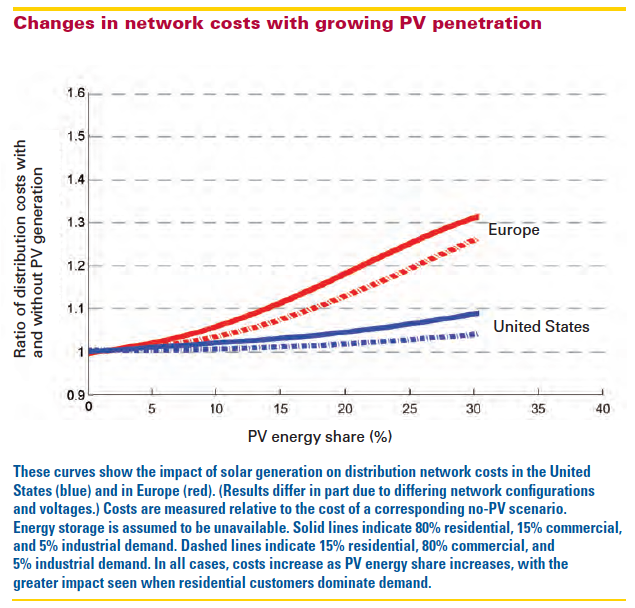 Changes in network costs with growing PV penetration
Ratio of distribution costs with
and without PV generation
1.6
1.5
1.4
1.3
1.2
1.1
1
0.9
Europe
United States
0
5
10
15
20
25
30
35
40
PV energy share (%)
These curves show the impact of solar generation on distribution network costs in the United
States (blue) and in Europe (red). (Results differ in part due to differing network configurations
and voltages.) Costs are measured relative to the cost of a corresponding no-PV scenario.
Energy storage is assumed to be unavailable. Solid lines indicate 80% residential, 15% commercial,
and 5% industrial demand. Dashed lines indicate 15% residential, 80% commercial, and
5% industrial demand. In all cases, costs increase as PV energy share increases, with the
greater impact seen when residential customers dominate demand.